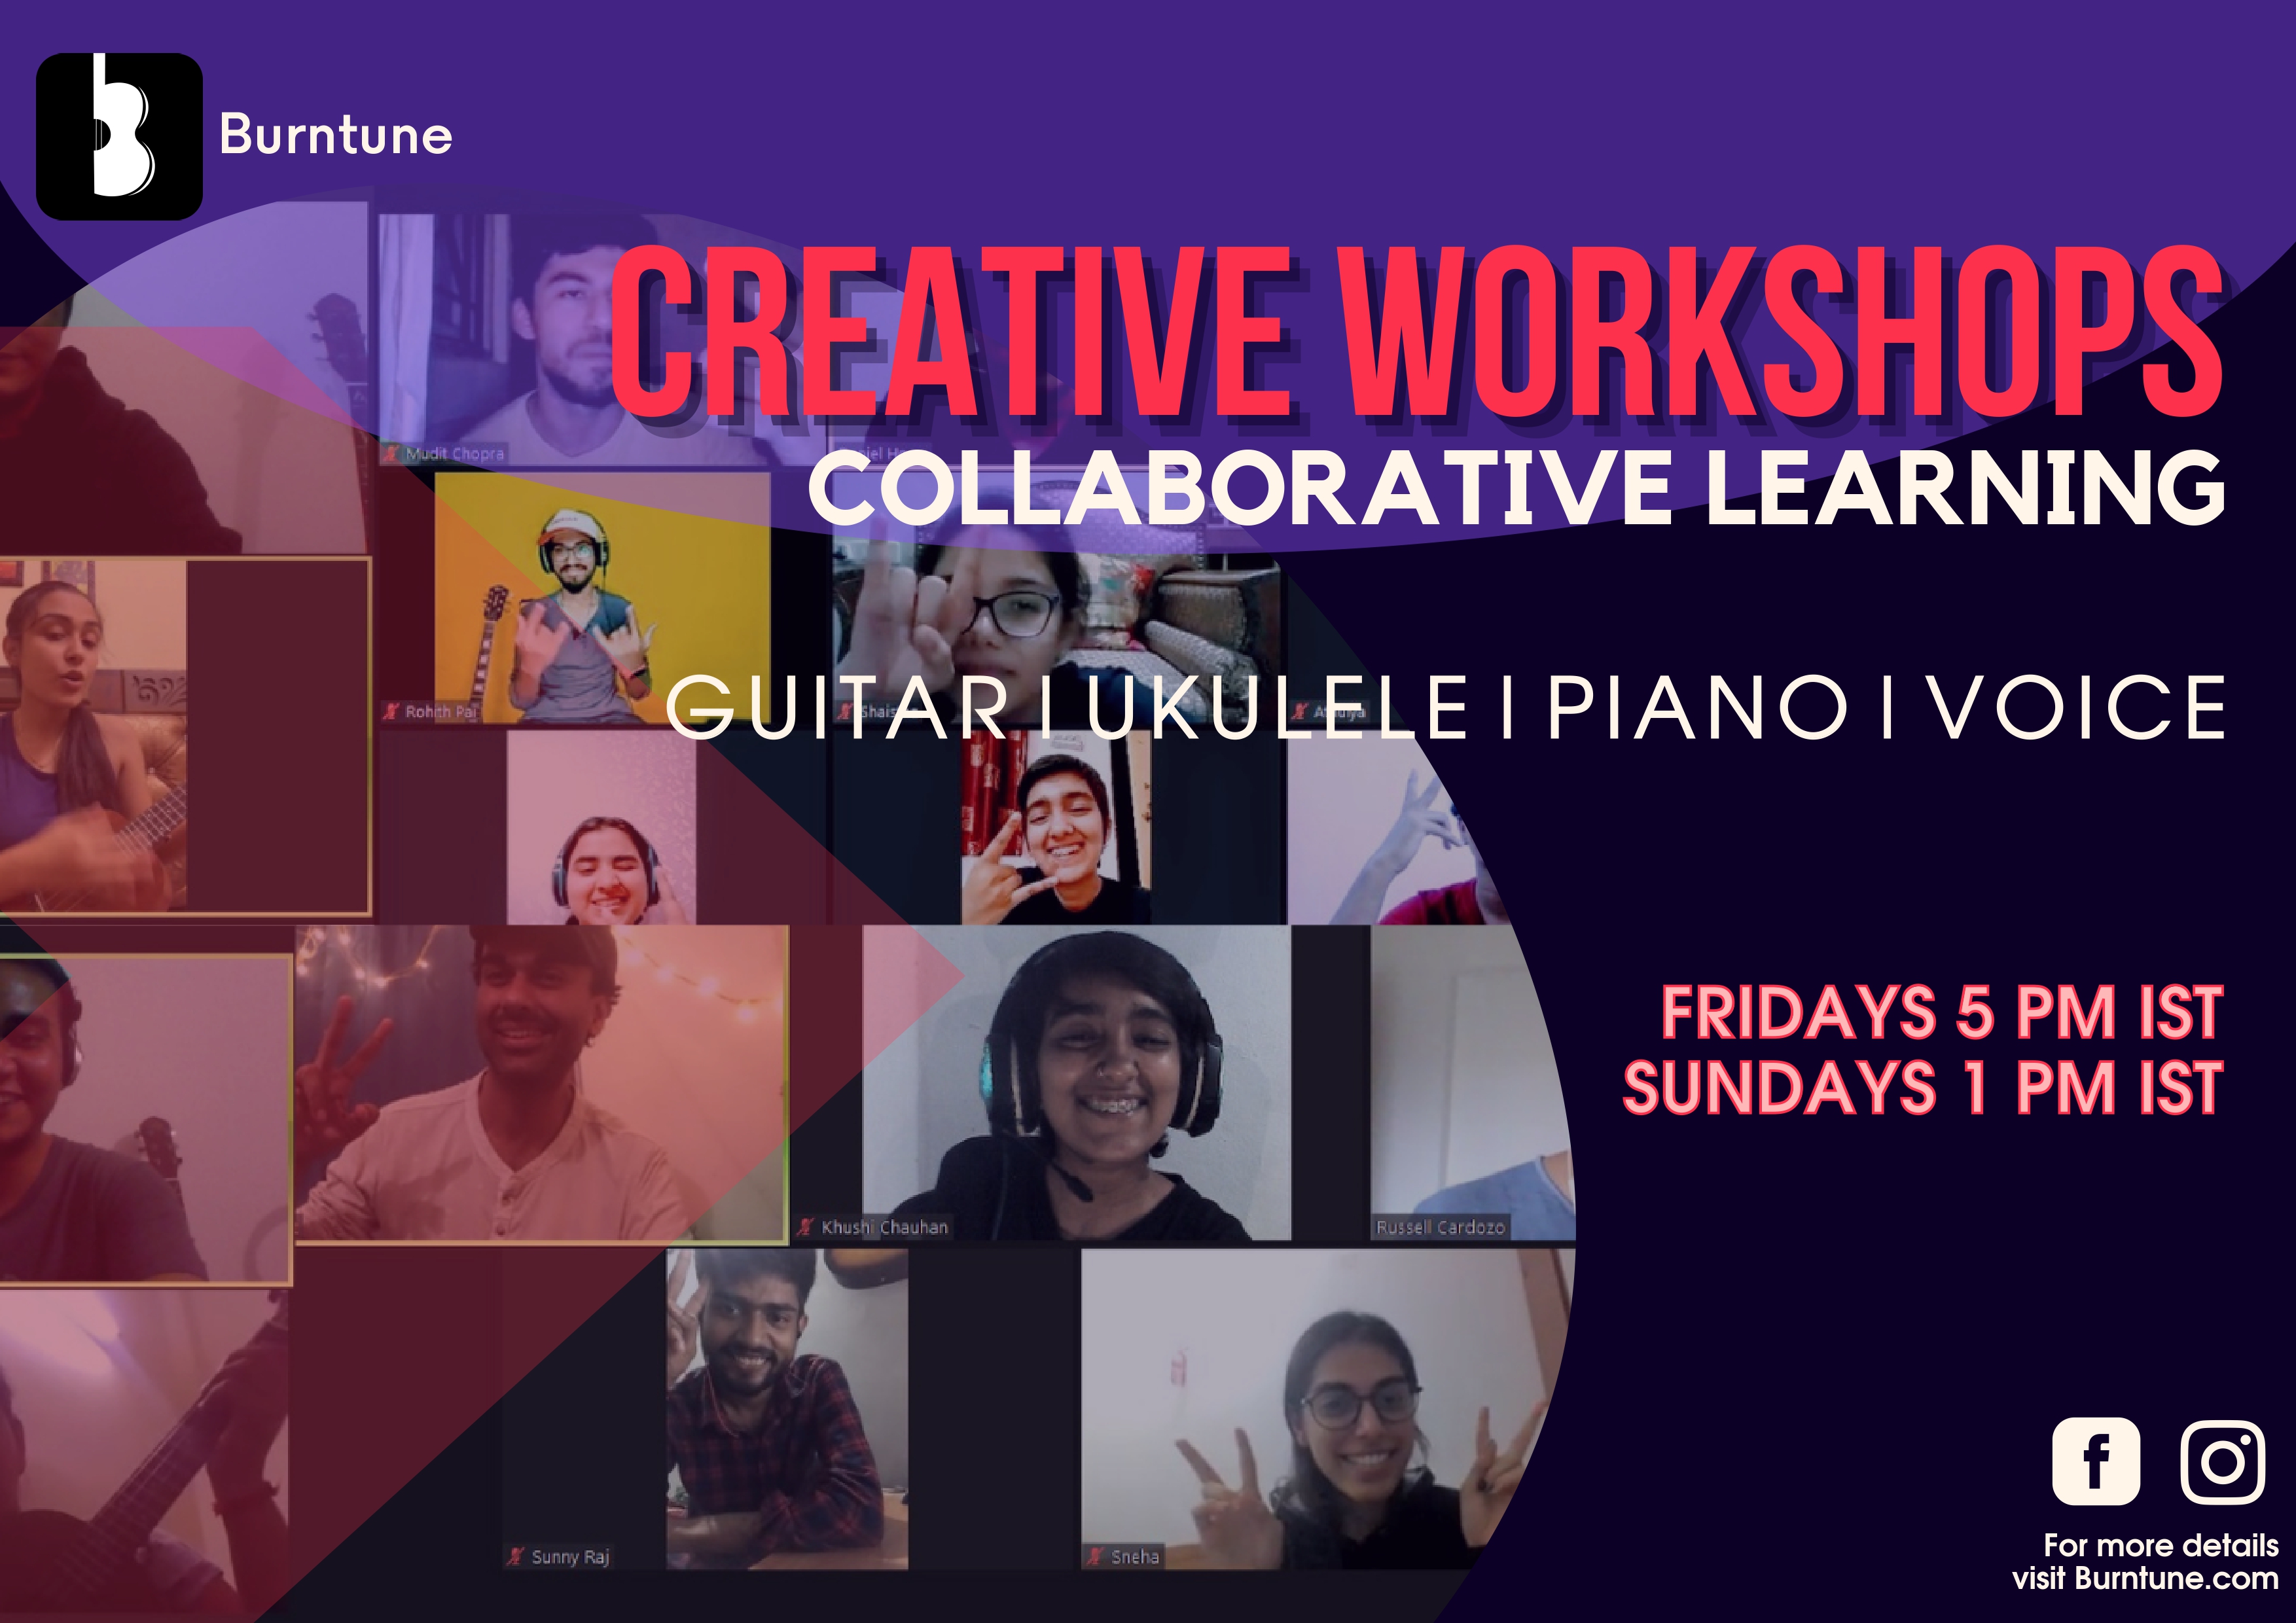 Burntune
CREATIVE WORKSHOPS
Mudit Chopra
COLLABORATIVE LEARNING
Rohith Pai
GUITAR | UKULELE | PIANO | VOICE
FRIDAYS 5 PM IST
SUNDAYS 1 PM IST
Khushi Chauhan
Russell Cardozo
Sunny Raj
Sneha
For more details
visit Burntune.com